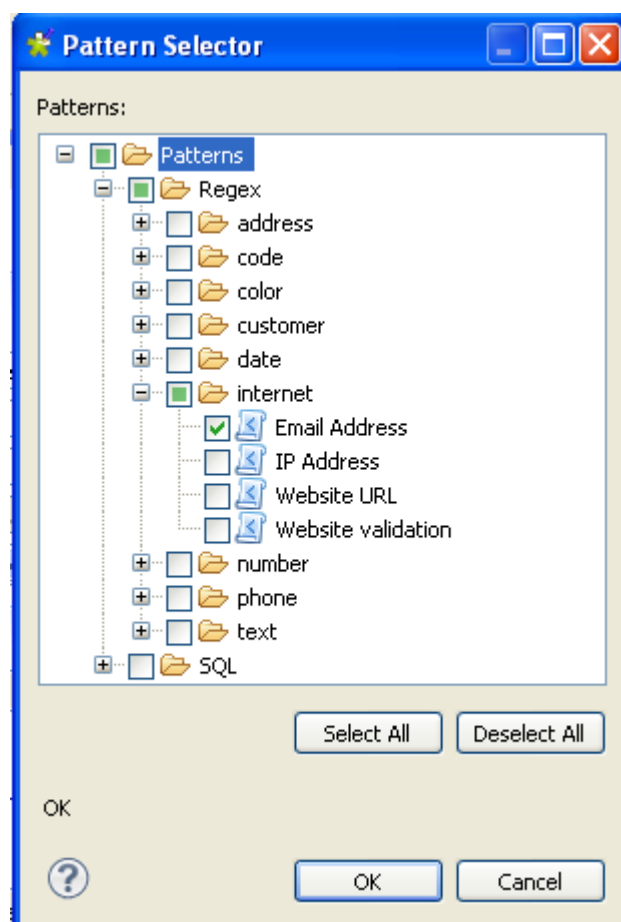 Pattern Selector
Patterns:
Patterns
Regex
address
code
color
customer
date
internet
Email Address
IP Address
Website URL
Website validation
number
phone
text
SQL
Select All Deselect All
OK
OK Cancel